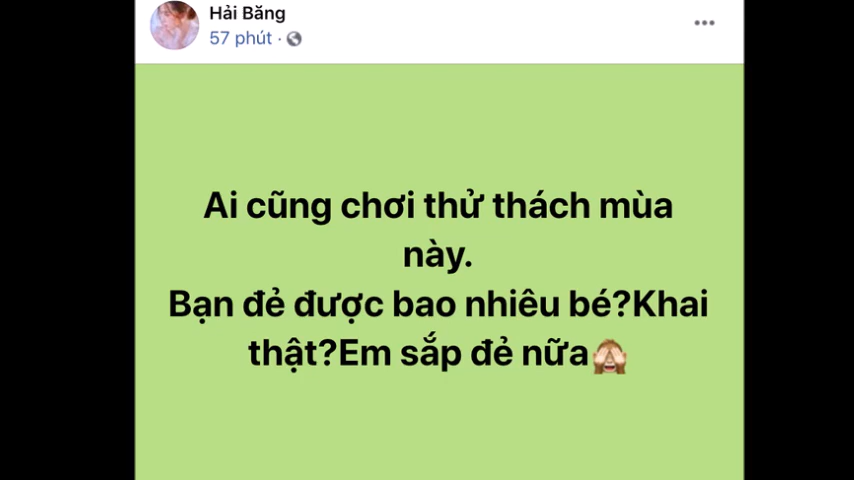 Hải Băng
57 phút ·
Ai cũng chơi thử thách mùa
này.
Bạn đẻ được bao nhiêu bé?Khai
thật?Em sắp đẻ nữa🙈